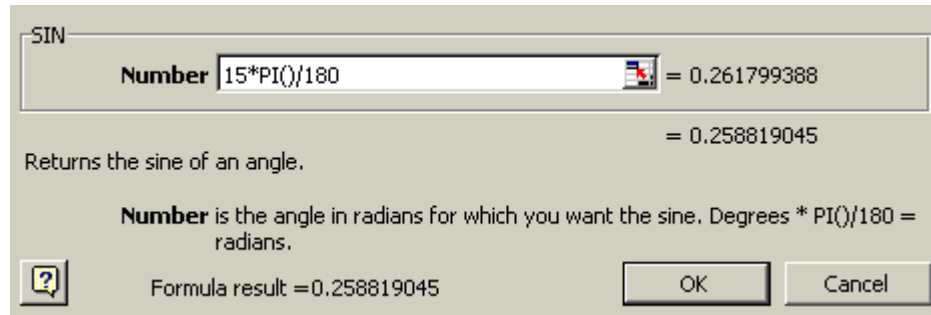 SIN
Number 15*PI()/180 = 0.261799388
= 0.258819045
Returns the sine of an angle.
Number is the angle in radians for which you want the sine. Degrees * PI()/180 =
radians.
? Formula result =0.258819045 OK Cancel